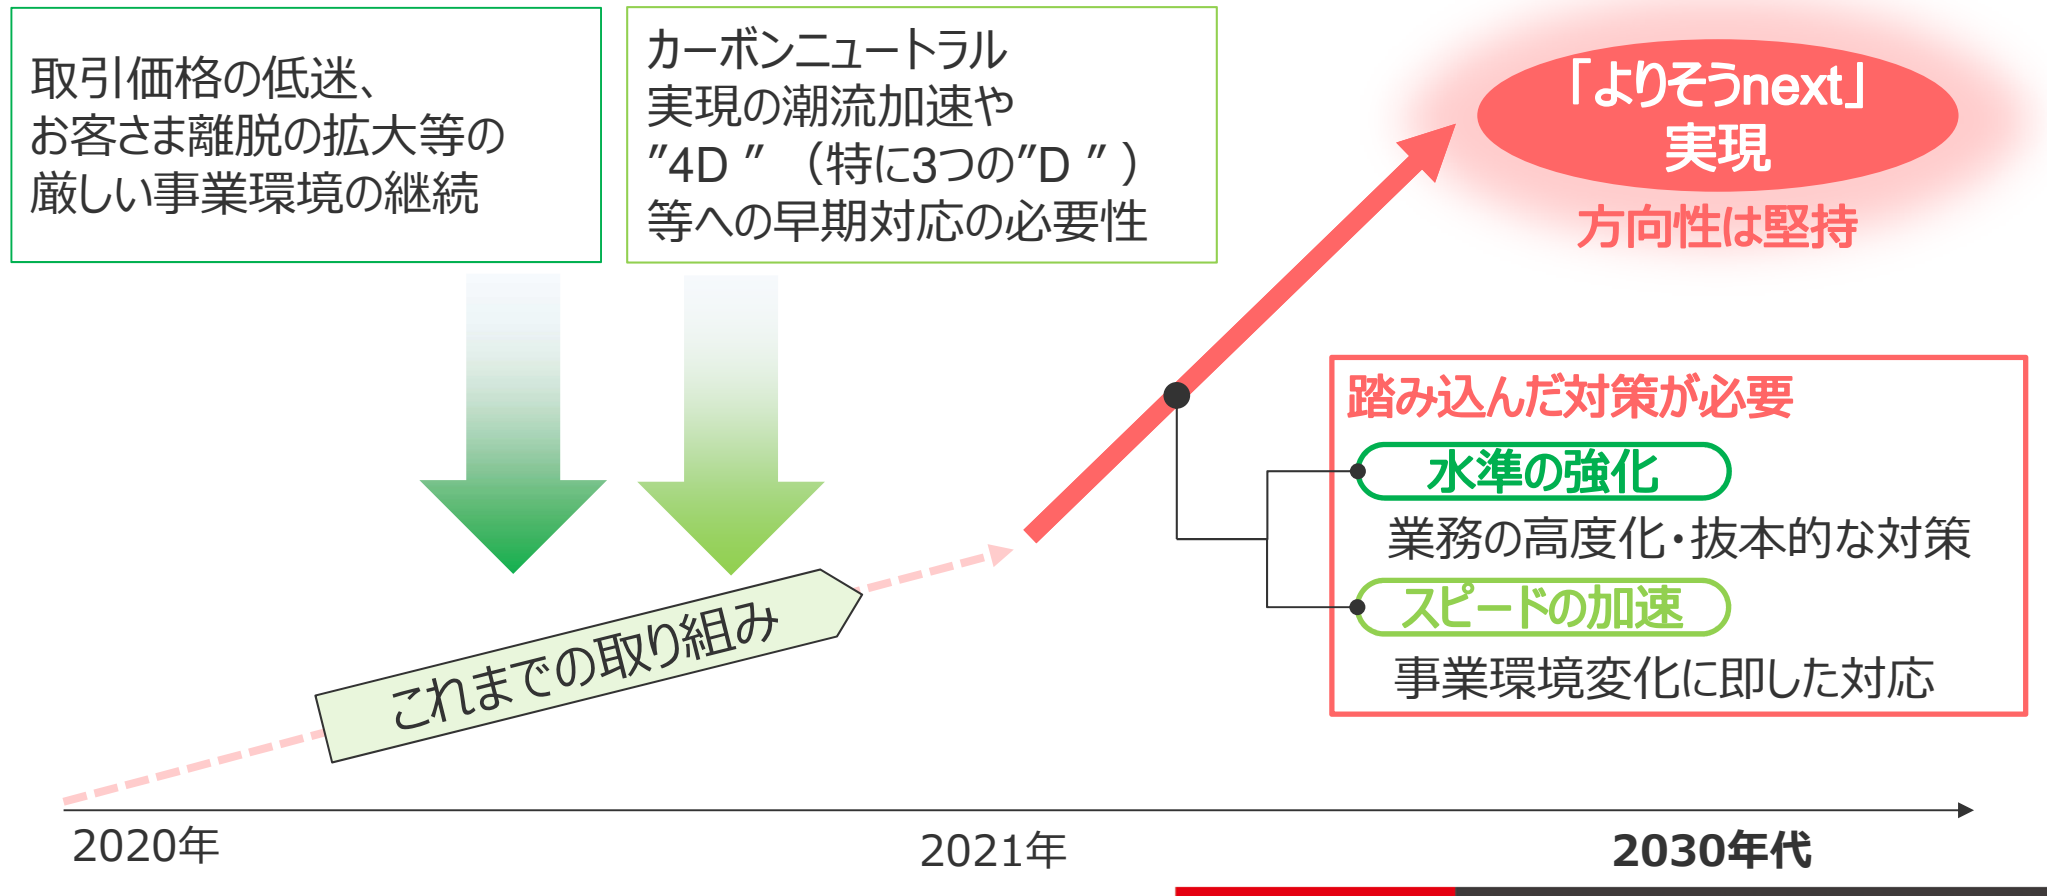 取引価格の低迷、
お客さま離脱の拡大等の
厳しい事業環境の継続
カーボンニュートラル
実現の潮流加速や
”4D ” （特に3つの”D ” ）
等への早期対応の必要性
「よりそうnext」
実現
方向性は堅持
踏み込んだ対策が必要
水準の強化
業務の高度化・抜本的な対策
スピードの加速
事業環境変化に即した対応
これまでの取り組み
2020年
2021年
2030年代